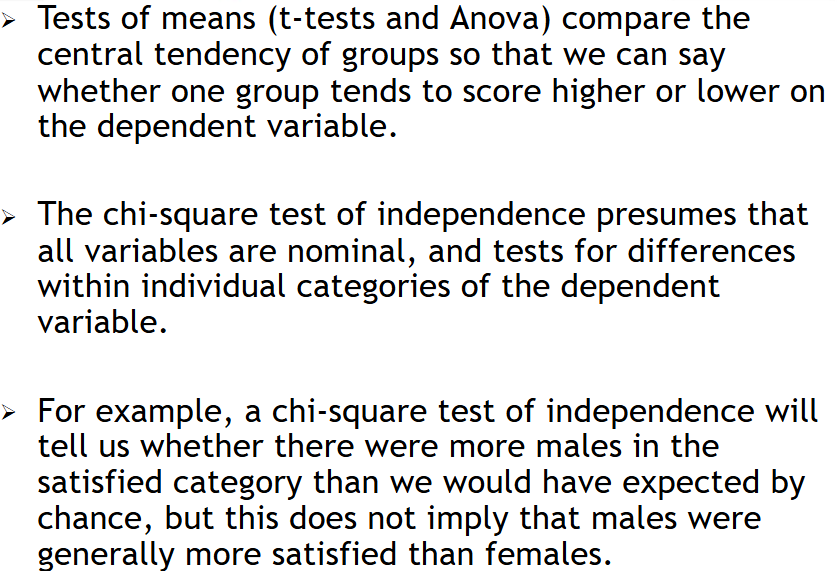 ➢ Tests of means (t-tests and Anova) compare the
central tendency of groups so that we can say
whether one group tends to score higher or lower on
the dependent variable.
➢ The chi-square test of independence presumes that
all variables are nominal, and tests for differences
within individual categories of the dependent
variable.
➢ For example, a chi-square test of independence will
tell us whether there were more males in the
satisfied category than we would have expected by
chance, but this does not imply that males were
generally more satisfied than females.